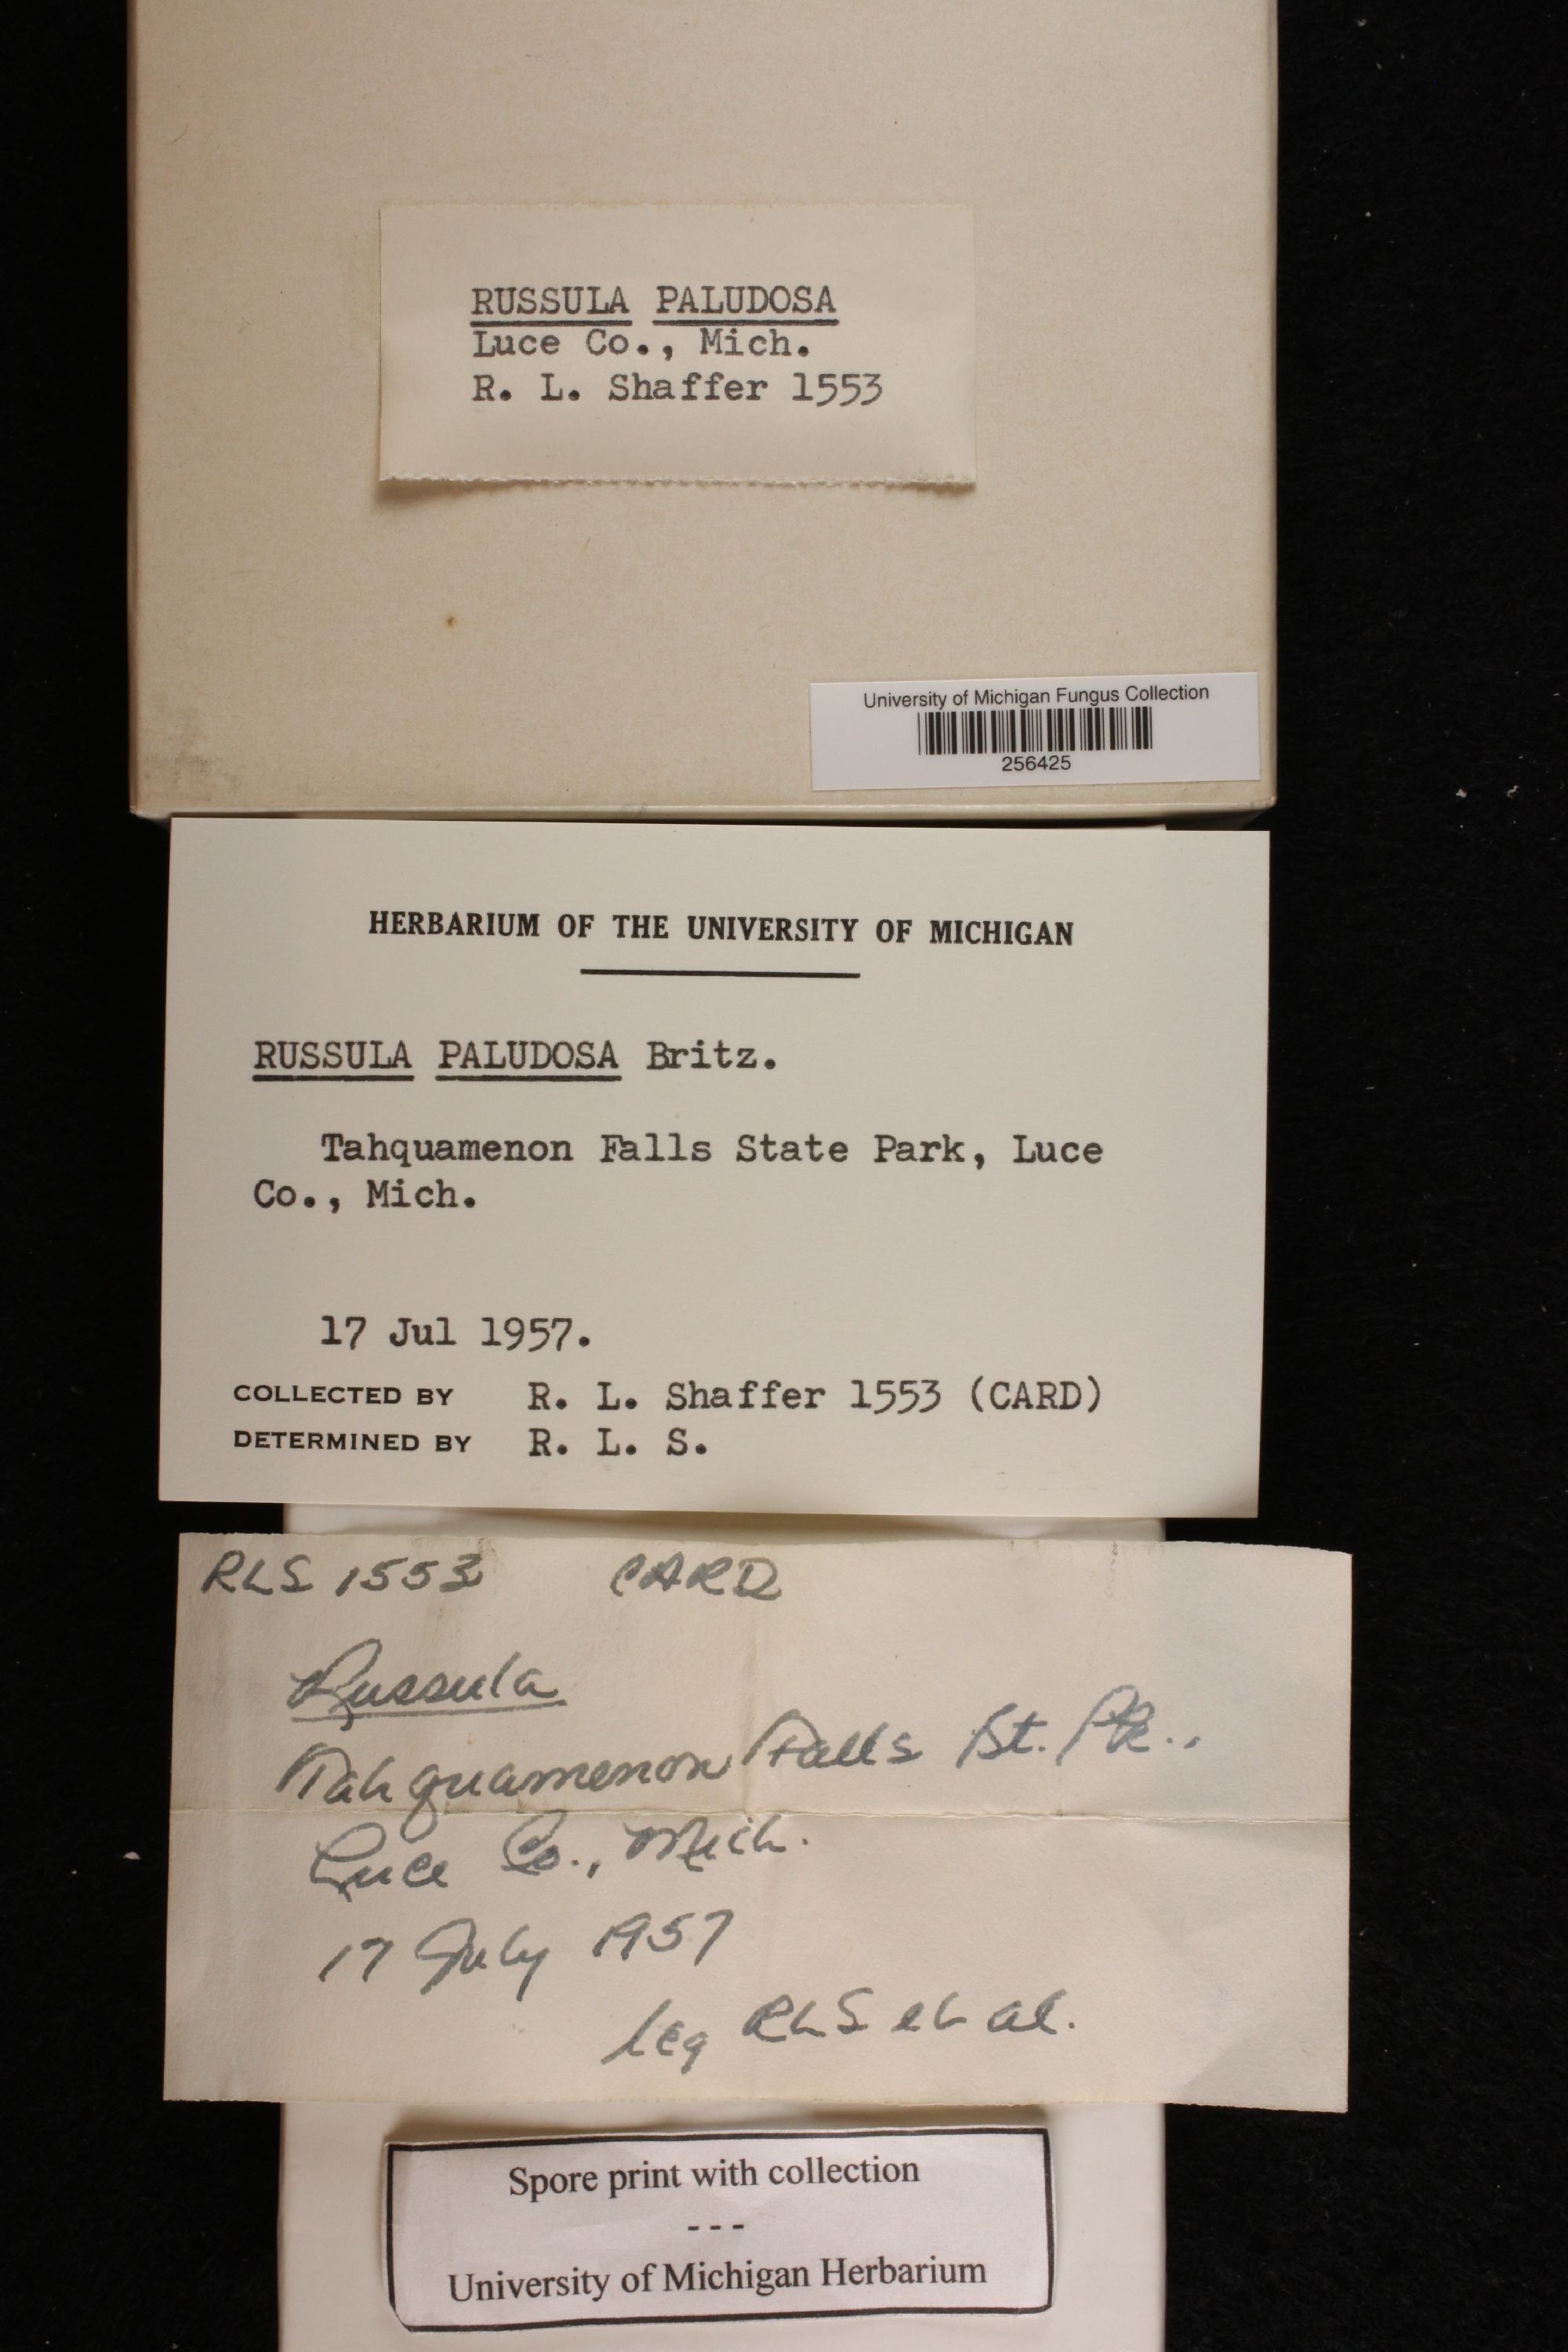 RUSSULA PALUDOSA
Luce Co., Mich.
R. L. Shaffer 1553
University of Michigan Fungus Collection
256425
HERBARIUM OF THE UNIVERSITY OF MICHIGAN
RUSSULA PALUDOSA Britz.
Tahquamenon Falls State Park, Luce
Co., Mich.
17 Jul 1957.
COLLECTED BY R. L. Shaffer 1553 (CARD)
DETERMINED BY R. L. S.
RLS 1553 CARD
Russula
Tahquamenon Falls St. Pk.,
Luce Co., Mich.
17 July 1957
leg RLS et al.
Spore print with collection
---
University of Michigan Herbarium